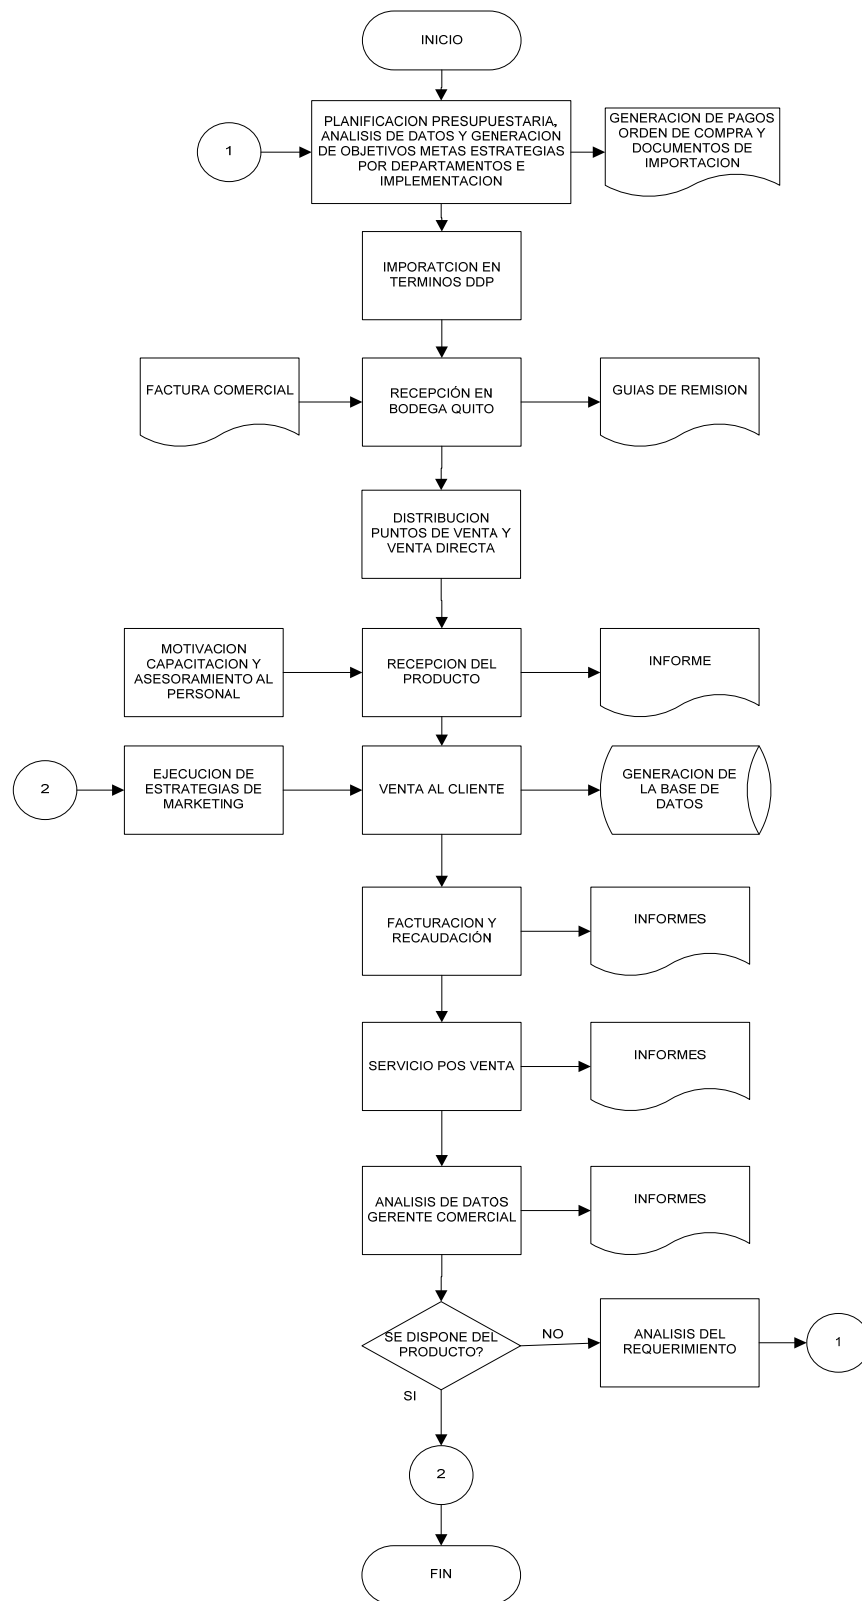 INICIO
1
PLANIFICACION PRESUPUESTARIA,
ANALISIS DE DATOS Y GENERACION
DE OBJETIVOS METAS ESTRATEGIAS
POR DEPARTAMENTOS E
IMPLEMENTACION
GENERACION DE PAGOS
ORDEN DE COMPRA Y
DOCUMENTOS DE
IMPORTACION
IMPORATCION EN
TERMINOS DDP
FACTURA COMERCIAL
RECEPCIÓN EN
BODEGA QUITO
GUIAS DE REMISION
DISTRIBUCION
PUNTOS DE VENTA Y
VENTA DIRECTA
MOTIVACION
CAPACITACION Y
ASESORAMIENTO AL
PERSONAL
RECEPCION DEL
PRODUCTO
INFORME
2
EJECUCION DE
ESTRATEGIAS DE
MARKETING
VENTA AL CLIENTE
GENERACION DE
LA BASE DE
DATOS
FACTURACION Y
RECAUDACIÓN
INFORMES
SERVICIO POS VENTA
INFORMES
ANALISIS DE DATOS
GERENTE COMERCIAL
INFORMES
SE DISPONE DEL
PRODUCTO?
NO
ANALISIS DEL
REQUERIMIENTO
1
SI
2
FIN